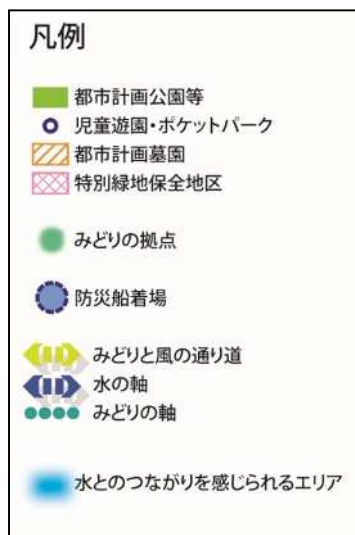 凡例
都市計画公園等
児童遊園・ポケットパーク
都市計画墓園
特別緑地保全地区
みどりの拠点
防災船着場
みどりと風の通り道
水の軸
みどりの軸
水とのつながりを感じられるエリア